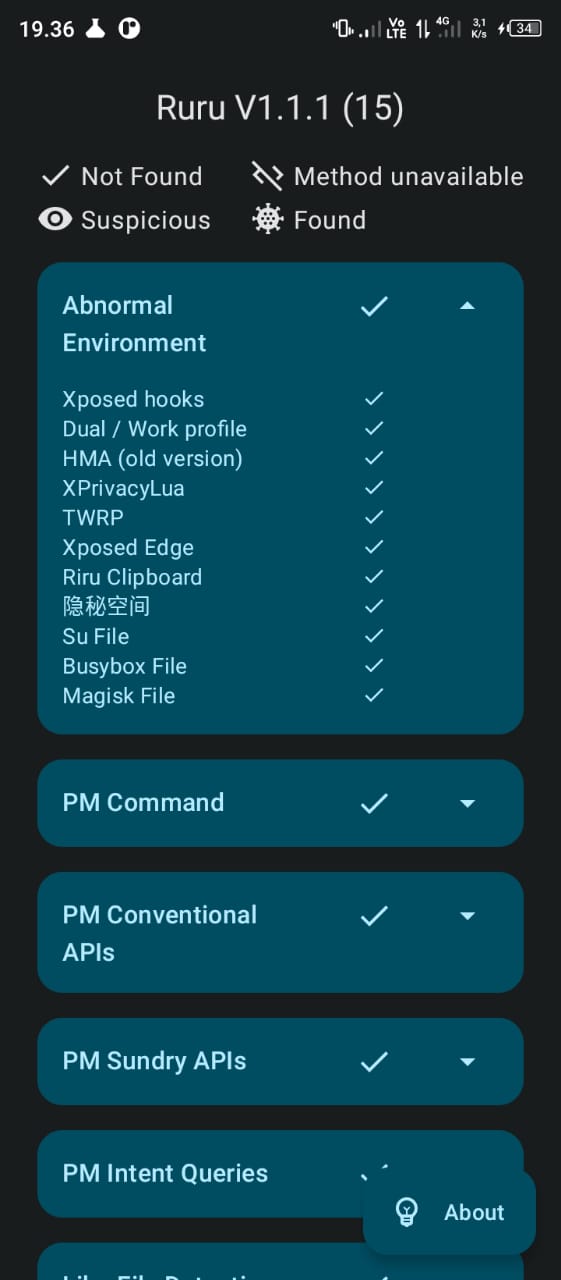 19.36
Vo
LTE
4G
3,1
K/s
34
Ruru V1.1.1 (15)
Not Found
Method unavailable
Suspicious
Found
Abnormal
Environment
Xposed hooks
Dual / Work profile
HMA (old version)
XPrivacyLua
TWRP
Xposed Edge
Riru Clipboard
隐秘空间
Su File
Busybox File
Magisk File
PM Command
PM Conventional
APIs
PM Sundry APIs
PM Intent Queries
About